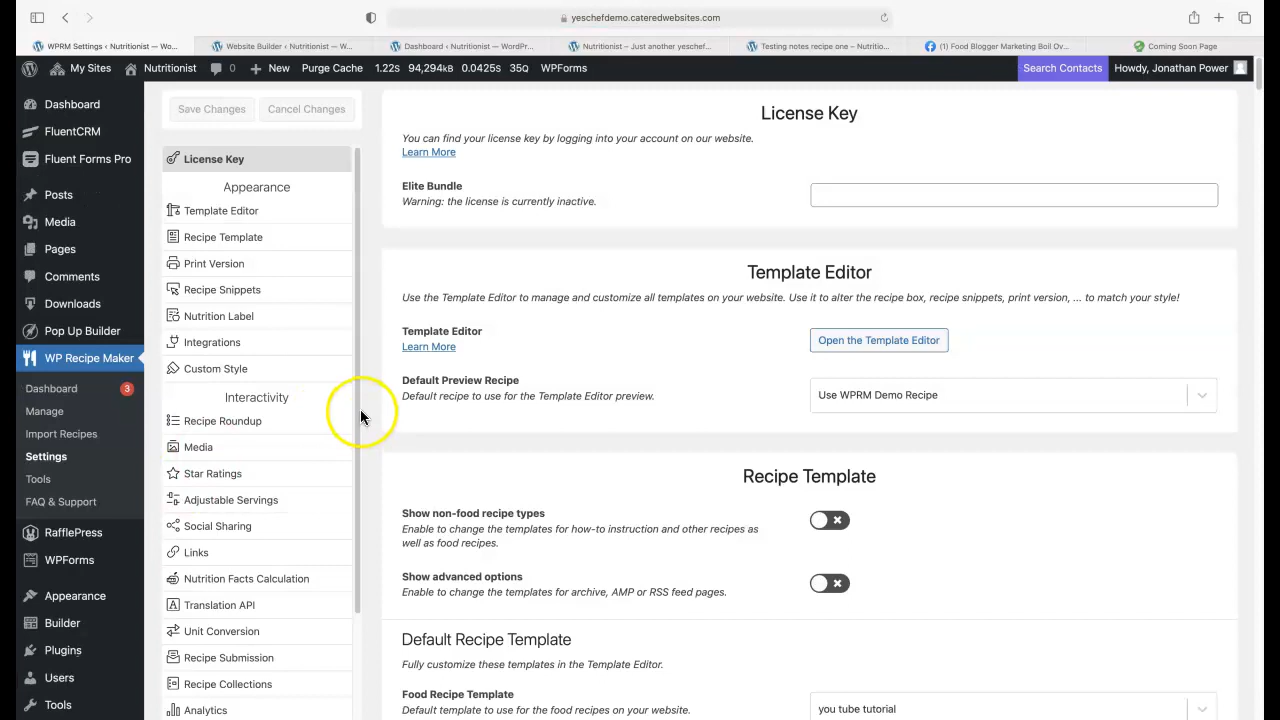 yeschefdemo.cateredwebsites.com
WPRM Settings ‹ Nutritionist — Wo...
Website Builder ‹ Nutritionist — W...
Dashboard ‹ Nutritionist — WordPr...
Nutritionist – Just another yeschef...
Testing notes recipe one – Nutritio...
(1) Food Blogger Marketing Boil Ov...
Coming Soon Page
My Sites
Nutritionist
0
New
Purge Cache
1.22s 94,294kB 0.0425s 35Q
WPForms
Search Contacts
Howdy, Jonathan Power
Dashboard
FluentCRM
Fluent Forms Pro
Posts
Media
Pages
Comments
Downloads
Pop Up Builder
WP Recipe Maker
Dashboard 3
Manage
Import Recipes
Settings
Tools
FAQ & Support
RafflePress
WPForms
Appearance
Builder
Plugins
Users
Tools
Save Changes
Cancel Changes
License Key
Appearance
Template Editor
Recipe Template
Print Version
Recipe Snippets
Nutrition Label
Integrations
Custom Style
Interactivity
Recipe Roundup
Media
Star Ratings
Adjustable Servings
Social Sharing
Links
Nutrition Facts Calculation
Translation API
Unit Conversion
Recipe Submission
Recipe Collections
Analytics
License Key
You can find your license key by logging into your account on our website.
Learn More
Elite Bundle
Warning: the license is currently inactive.
Template Editor
Use the Template Editor to manage and customize all templates on your website. Use it to alter the recipe box, recipe snippets, print version, ... to match your style!
Template Editor
Learn More
Open the Template Editor
Default Preview Recipe
Default recipe to use for the Template Editor preview.
Use WPRM Demo Recipe
Recipe Template
Show non-food recipe types
Enable to change the templates for how-to instruction and other recipes as
well as food recipes.
Show advanced options
Enable to change the templates for archive, AMP or RSS feed pages.
Default Recipe Template
Fully customize these templates in the Template Editor.
Food Recipe Template
Default template to use for the food recipes on your website.
you tube tutorial